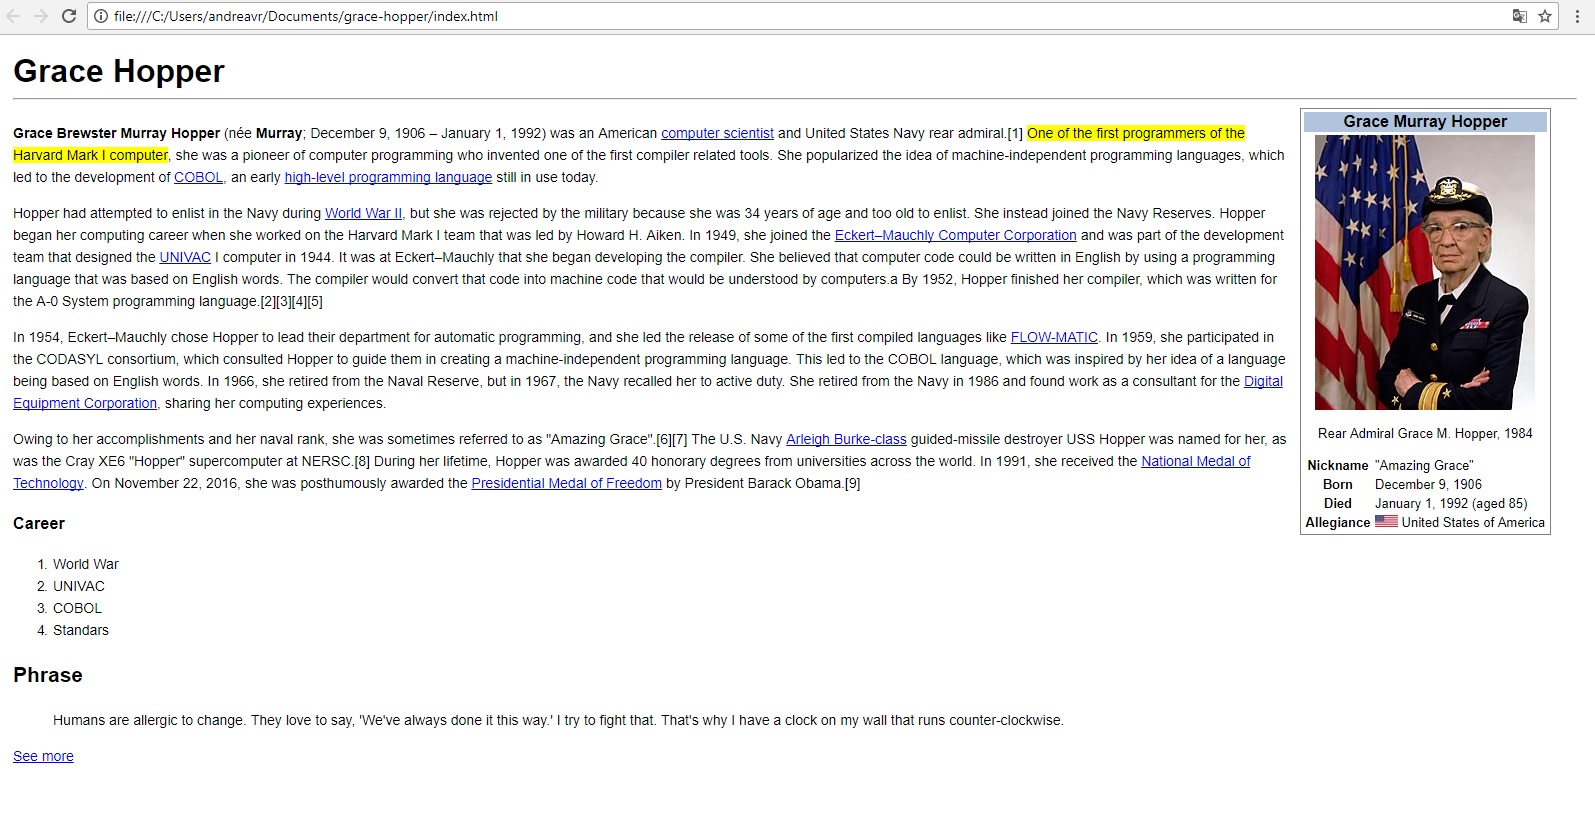 file:///C:/Users/andreavr/Documents/grace-hopper/index.html
Grace Hopper
Grace Brewster Murray Hopper (née Murray; December 9, 1906 – January 1, 1992) was an American computer scientist and United States Navy rear admiral.[1] One of the first programmers of the
Harvard Mark I computer, she was a pioneer of computer programming who invented one of the first compiler related tools. She popularized the idea of machine-independent programming languages, which
led to the development of COBOL, an early high-level programming language still in use today.
Hopper had attempted to enlist in the Navy during World War II, but she was rejected by the military because she was 34 years of age and too old to enlist. She instead joined the Navy Reserves. Hopper
began her computing career when she worked on the Harvard Mark I team that was led by Howard H. Aiken. In 1949, she joined the Eckert–Mauchly Computer Corporation and was part of the development
team that designed the UNIVAC I computer in 1944. It was at Eckert–Mauchly that she began developing the compiler. She believed that computer code could be written in English by using a programming
language that was based on English words. The compiler would convert that code into machine code that would be understood by computers.a By 1952, Hopper finished her compiler, which was written for
the A-0 System programming language.[2][3][4][5]
In 1954, Eckert–Mauchly chose Hopper to lead their department for automatic programming, and she led the release of some of the first compiled languages like FLOW-MATIC. In 1959, she participated in
the CODASYL consortium, which consulted Hopper to guide them in creating a machine-independent programming language. This led to the COBOL language, which was inspired by her idea of a language
being based on English words. In 1966, she retired from the Naval Reserve, but in 1967, the Navy recalled her to active duty. She retired from the Navy in 1986 and found work as a consultant for the Digital
Equipment Corporation, sharing her computing experiences.
Owing to her accomplishments and her naval rank, she was sometimes referred to as "Amazing Grace".[6][7] The U.S. Navy Arleigh Burke-class guided-missile destroyer USS Hopper was named for her, as
was the Cray XE6 "Hopper" supercomputer at NERSC.[8] During her lifetime, Hopper was awarded 40 honorary degrees from universities across the world. In 1991, she received the National Medal of
Technology. On November 22, 2016, she was posthumously awarded the Presidential Medal of Freedom by President Barack Obama.[9]
Career
1. World War
2. UNIVAC
3. COBOL
4. Standars
Phrase
Humans are allergic to change. They love to say, 'We've always done it this way.' I try to fight that. That's why I have a clock on my wall that runs counter-clockwise.
See more
Grace Murray Hopper
Rear Admiral Grace M. Hopper, 1984
Nickname "Amazing Grace"
Born December 9, 1906
Died January 1, 1992 (aged 85)
Allegiance United States of America